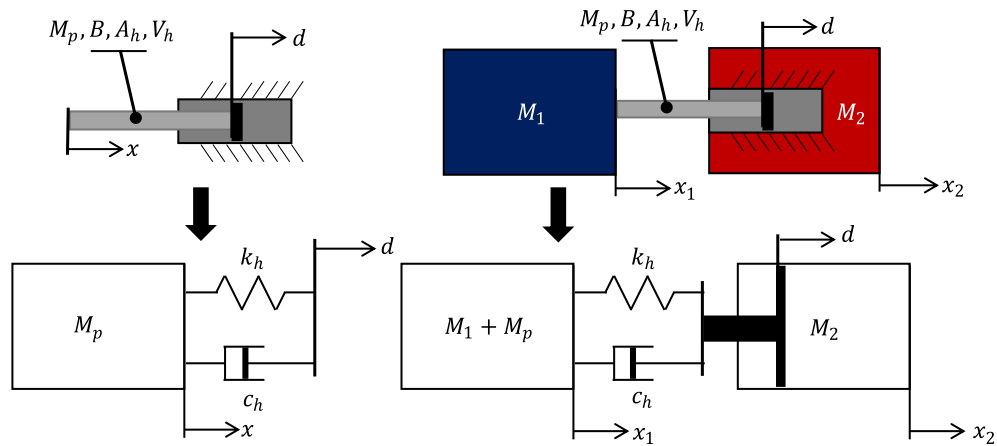 M_p, B, A_h, V_h
d
x
M_p, B, A_h, V_h
d
M_1
M_2
x_1
x_2
k_h
d
M_p
c_h
x
d
k_h
M_1 + M_p
M_2
c_h
x_1
x_2